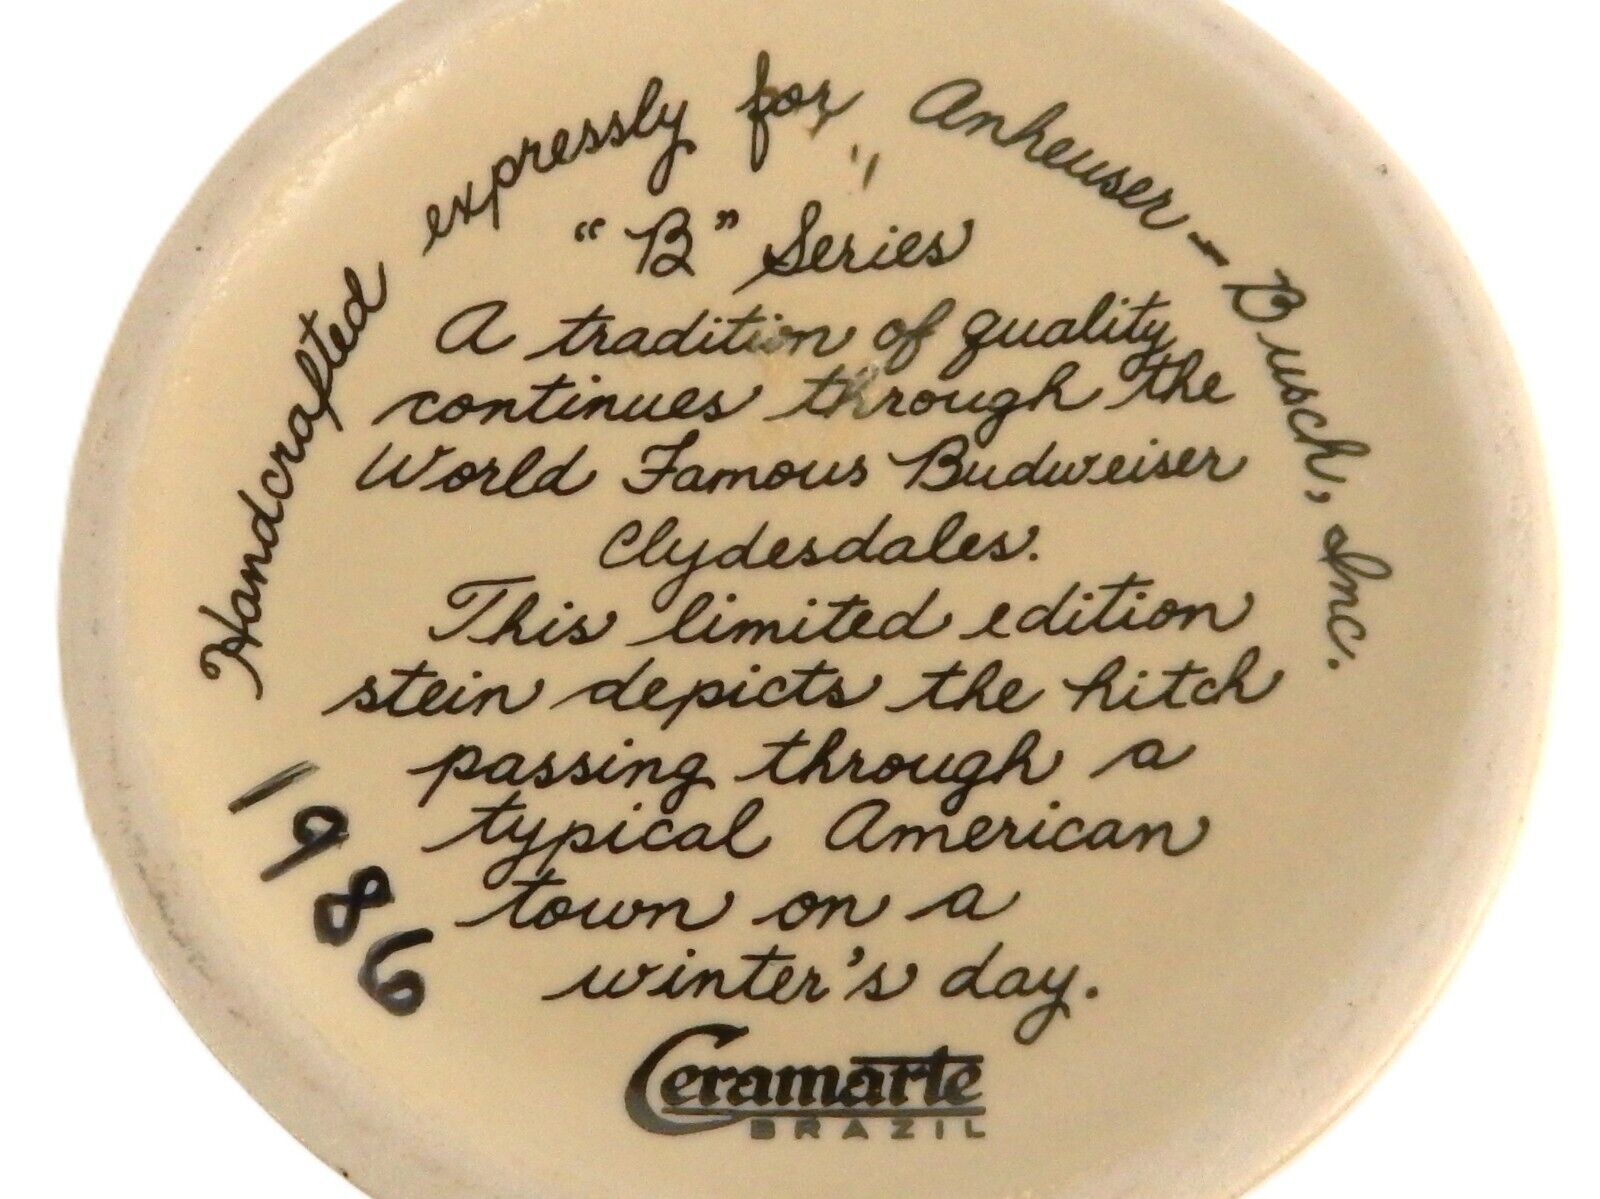 Handcrafted expressly for Anheuser-Busch, Inc.
"B" Series
A tradition of quality
continues through the
World Famous Budweiser
Clydesdales.
This limited edition
stein depicts the hitch
passing through a
typical American
town on a
winter's day.
1986
Ceramarte
BRAZIL